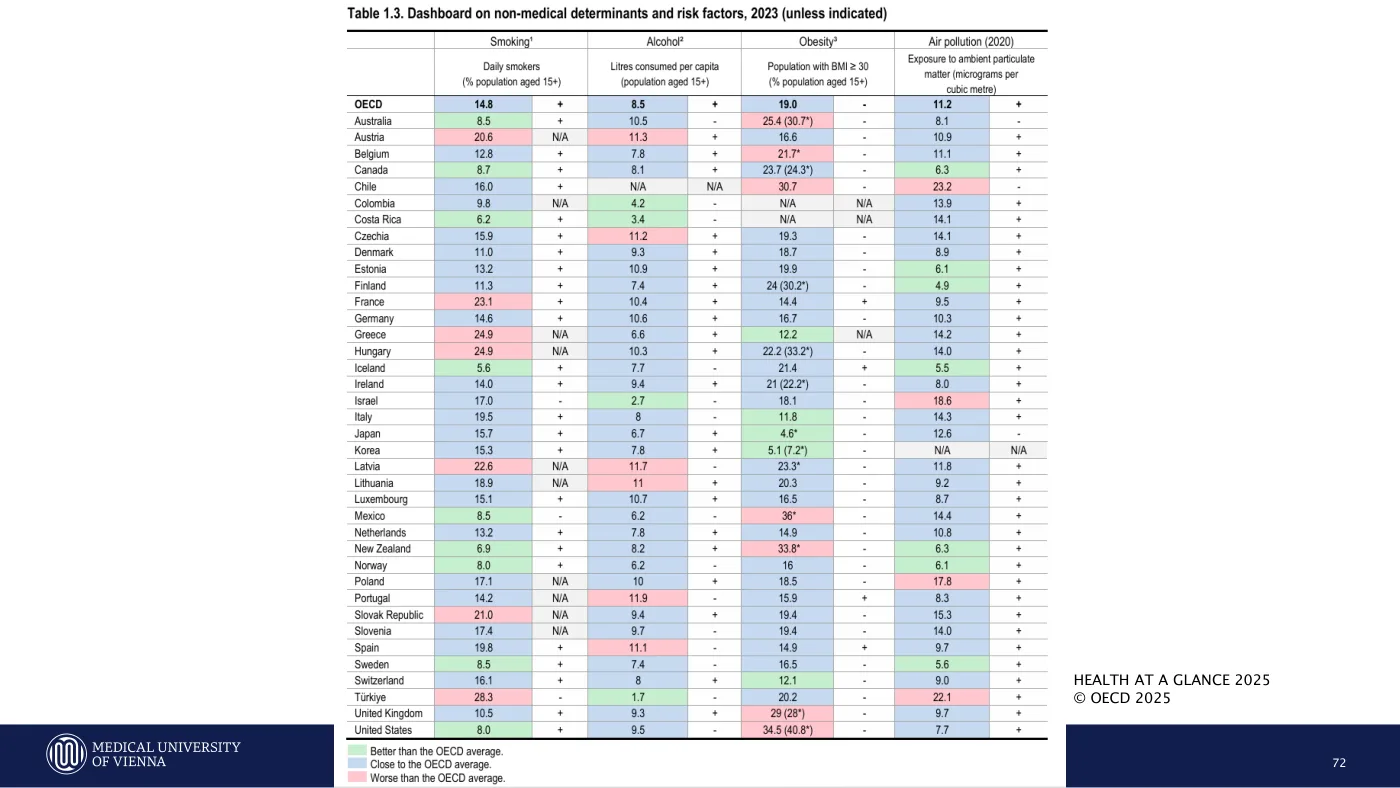 Table 1.3. Dashboard on non-medical determinants and risk factors, 2023 (unless indicated)
Smoking¹ Alcohol² Obesity³ Air pollution (2020)
Daily smokers (% population aged 15+) Litres consumed per capita (population aged 15+) Population with BMI ≥ 30 (% population aged 15+) Exposure to ambient particulate matter (micrograms per cubic metre)
OECD 14.8 + 8.5 + 19.0 - 11.2 +
Australia 8.5 + 10.5 - 25.4 (30.7*) - 8.1 -
Austria 20.6 N/A 11.3 + 16.6 - 10.9 +
Belgium 12.8 + 7.8 + 21.7* - 11.1 +
Canada 8.7 + 8.1 + 23.7 (24.3*) - 6.3 +
Chile 16.0 + N/A N/A 30.7 - 23.2 -
Colombia 9.8 N/A 4.2 - N/A N/A 13.9 +
Costa Rica 6.2 + 3.4 - N/A N/A 14.1 +
Czechia 15.9 + 11.2 + 19.3 - 14.1 +
Denmark 11.0 + 9.3 + 18.7 - 8.9 +
Estonia 13.2 + 10.9 + 19.9 - 6.1 +
Finland 11.3 + 7.4 + 24 (30.2*) - 4.9 +
France 23.1 + 10.4 + 14.4 + 9.5 +
Germany 14.6 + 10.6 + 16.7 - 10.3 +
Greece 24.9 N/A 6.6 + 12.2 N/A 14.2 +
Hungary 24.9 N/A 10.3 + 22.2 (33.2*) - 14.0 +
Iceland 5.6 + 7.7 - 21.4 + 5.5 +
Ireland 14.0 + 9.4 + 21 (22.2*) - 8.0 +
Israel 17.0 - 2.7 - 18.1 - 18.6 +
Italy 19.5 + 8 - 11.8 - 14.3 +
Japan 15.7 + 6.7 + 4.6* - 12.6 -
Korea 15.3 + 7.8 + 5.1 (7.2*) - N/A N/A
Latvia 22.6 N/A 11.7 - 23.3* - 11.8 +
Lithuania 18.9 N/A 11 + 20.3 - 9.2 +
Luxembourg 15.1 + 10.7 + 16.5 - 8.7 +
Mexico 8.5 - 6.2 - 36* - 14.4 +
Netherlands 13.2 + 7.8 + 14.9 - 10.8 +
New Zealand 6.9 + 8.2 + 33.8* - 6.3 +
Norway 8.0 + 6.2 - 16 - 6.1 +
Poland 17.1 N/A 10 + 18.5 - 17.8 +
Portugal 14.2 N/A 11.9 - 15.9 + 8.3 +
Slovak Republic 21.0 N/A 9.4 + 19.4 - 15.3 +
Slovenia 17.4 N/A 9.7 - 19.4 - 14.0 +
Spain 19.8 + 11.1 - 14.9 + 9.7 +
Sweden 8.5 + 7.4 - 16.5 - 5.6 +
Switzerland 16.1 + 8 + 12.1 - 9.0 +
Türkiye 28.3 - 1.7 - 20.2 - 22.1 +
United Kingdom 10.5 + 9.3 + 29 (28*) - 9.7 +
United States 8.0 + 9.5 - 34.5 (40.8*) - 7.7 +
Better than the OECD average.
Close to the OECD average.
Worse than the OECD average.
HEALTH AT A GLANCE 2025
© OECD 2025
MEDICAL UNIVERSITY
OF VIENNA
72